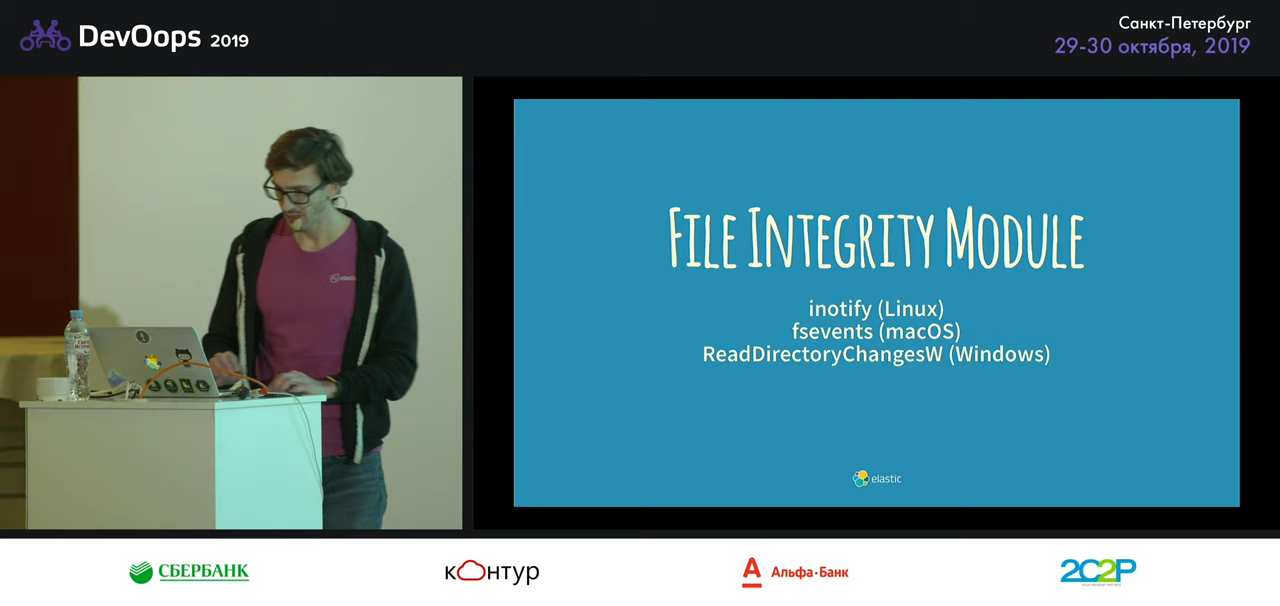 DevOops 2019
Санкт-Петербург
29-30 октября, 2019
File Integrity Module
inotify (Linux)
fsevents (macOS)
ReadDirectoryChangesW (Windows)
elastic
СБЕРБАНК
кОнтур
Альфа·Банк
2C2P